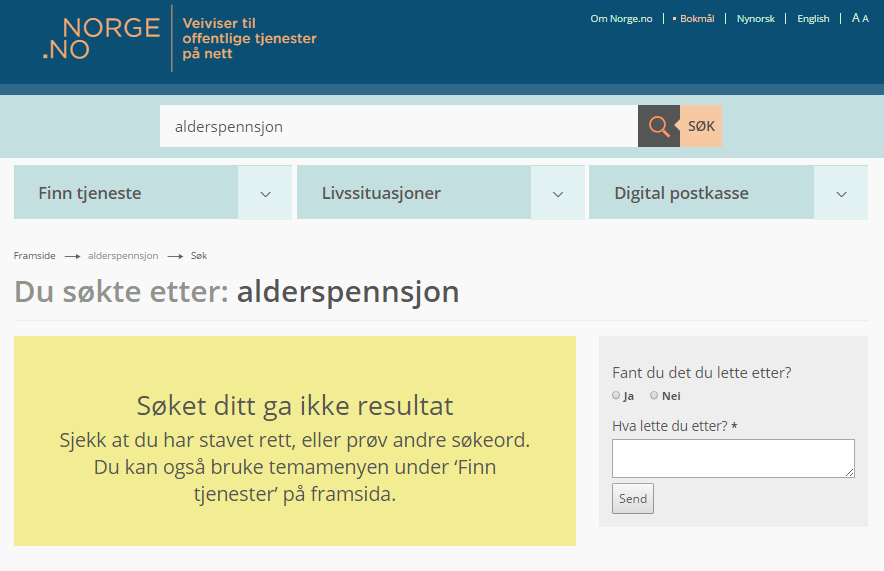 NORGE
.NO
Veiviser til
offentlige tjenester
på nett
Om Norge.no
Bokmål
Nynorsk
English
A A
alderspennsjon
SØK
Finn tjeneste
Livssituasjoner
Digital postkasse
Framside → alderspennsjon → Søk
Du søkte etter: alderspennsjon
Søket ditt ga ikke resultat
Sjekk at du har stavet rett, eller prøv andre søkeord.
Du kan også bruke temamenyen under ‘Finn
tjenester’ på framsida.
Fant du det du lette etter?
Ja Nei
Hva lette du etter? *
Send